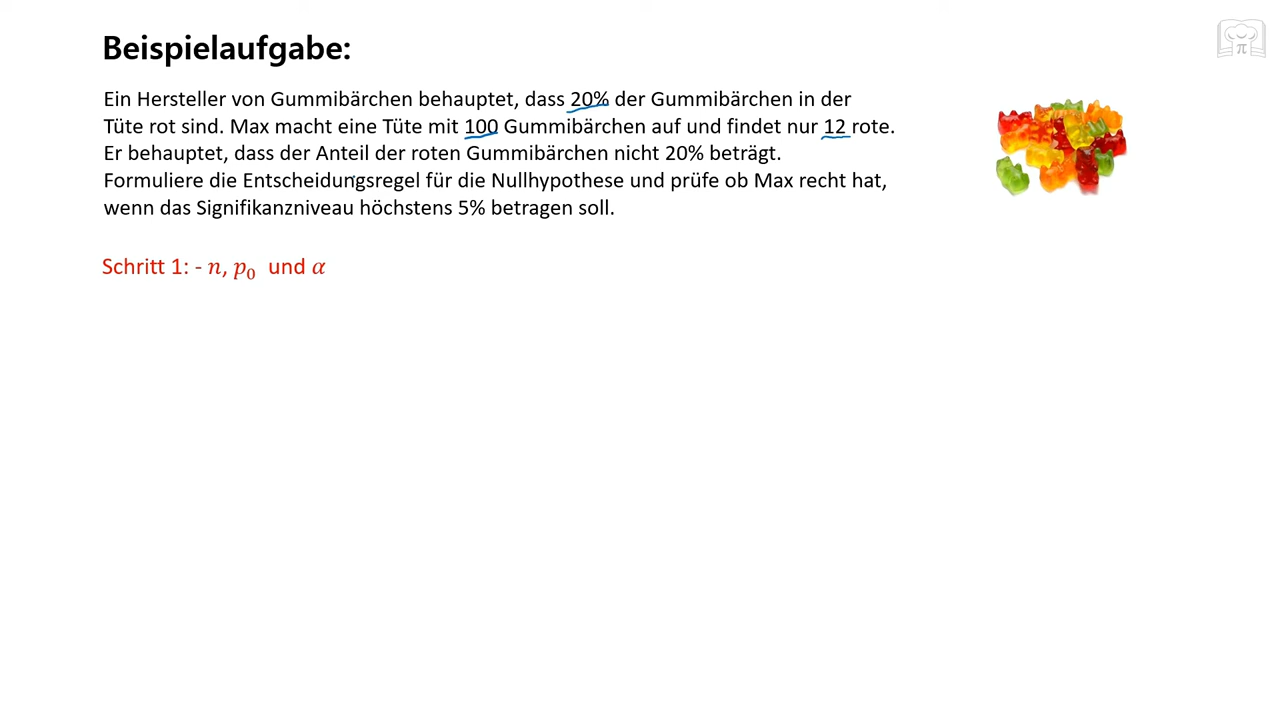 Beispielaufgabe:
Ein Hersteller von Gummibärchen behauptet, dass 20% der Gummibärchen in der
Tüte rot sind. Max macht eine Tüte mit 100 Gummibärchen auf und findet nur 12 rote.
Er behauptet, dass der Anteil der roten Gummibärchen nicht 20% beträgt.
Formuliere die Entscheidungsregel für die Nullhypothese und prüfe ob Max recht hat,
wenn das Signifikanzniveau höchstens 5% betragen soll.
Schritt 1: - n, p₀ und α
π